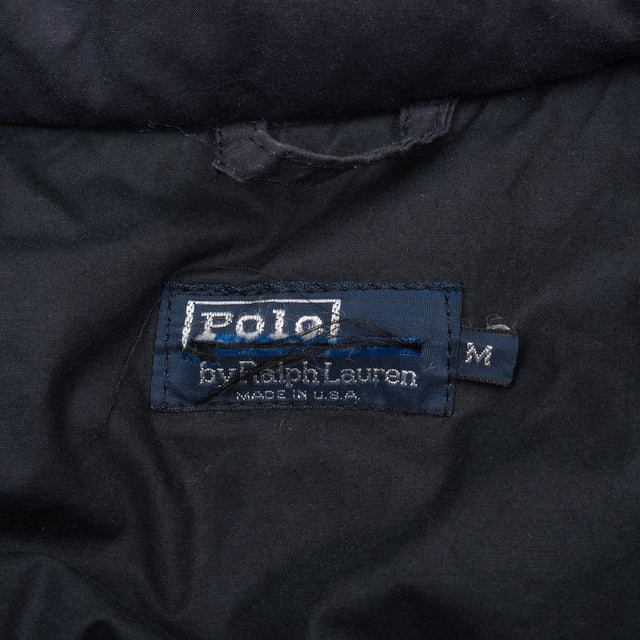 Polo
by Ralph Lauren
MADE IN U.S.A.
M